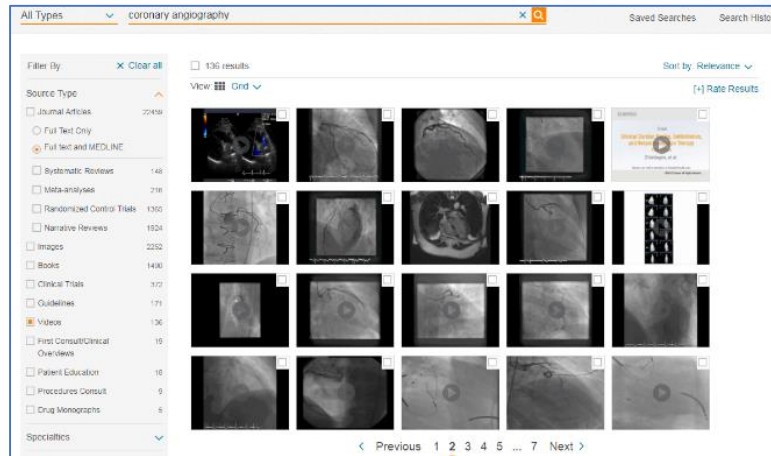 All Types coronary angiography Saved Searches Search Histo
Filter By: Clear all
136 results
Sort by: Relevance
View Grid
[+] Rate Results
Source Type
Journal Articles 22459
Full Text Only
Full text and MEDLINE
Systematic Reviews 148
Meta-analyses
Randomized Control Trials 1365
Narrative Reviews 1924
Images 2252
Books 1490
Clinical Trials 372
Guidelines 171
Videos 136
First Consult/Clinical Overviews 19
Patient Education
Procedures Consult 9
Drug Monographs
Specialties
Previous 1 2 3 4 5 ... 7 Next